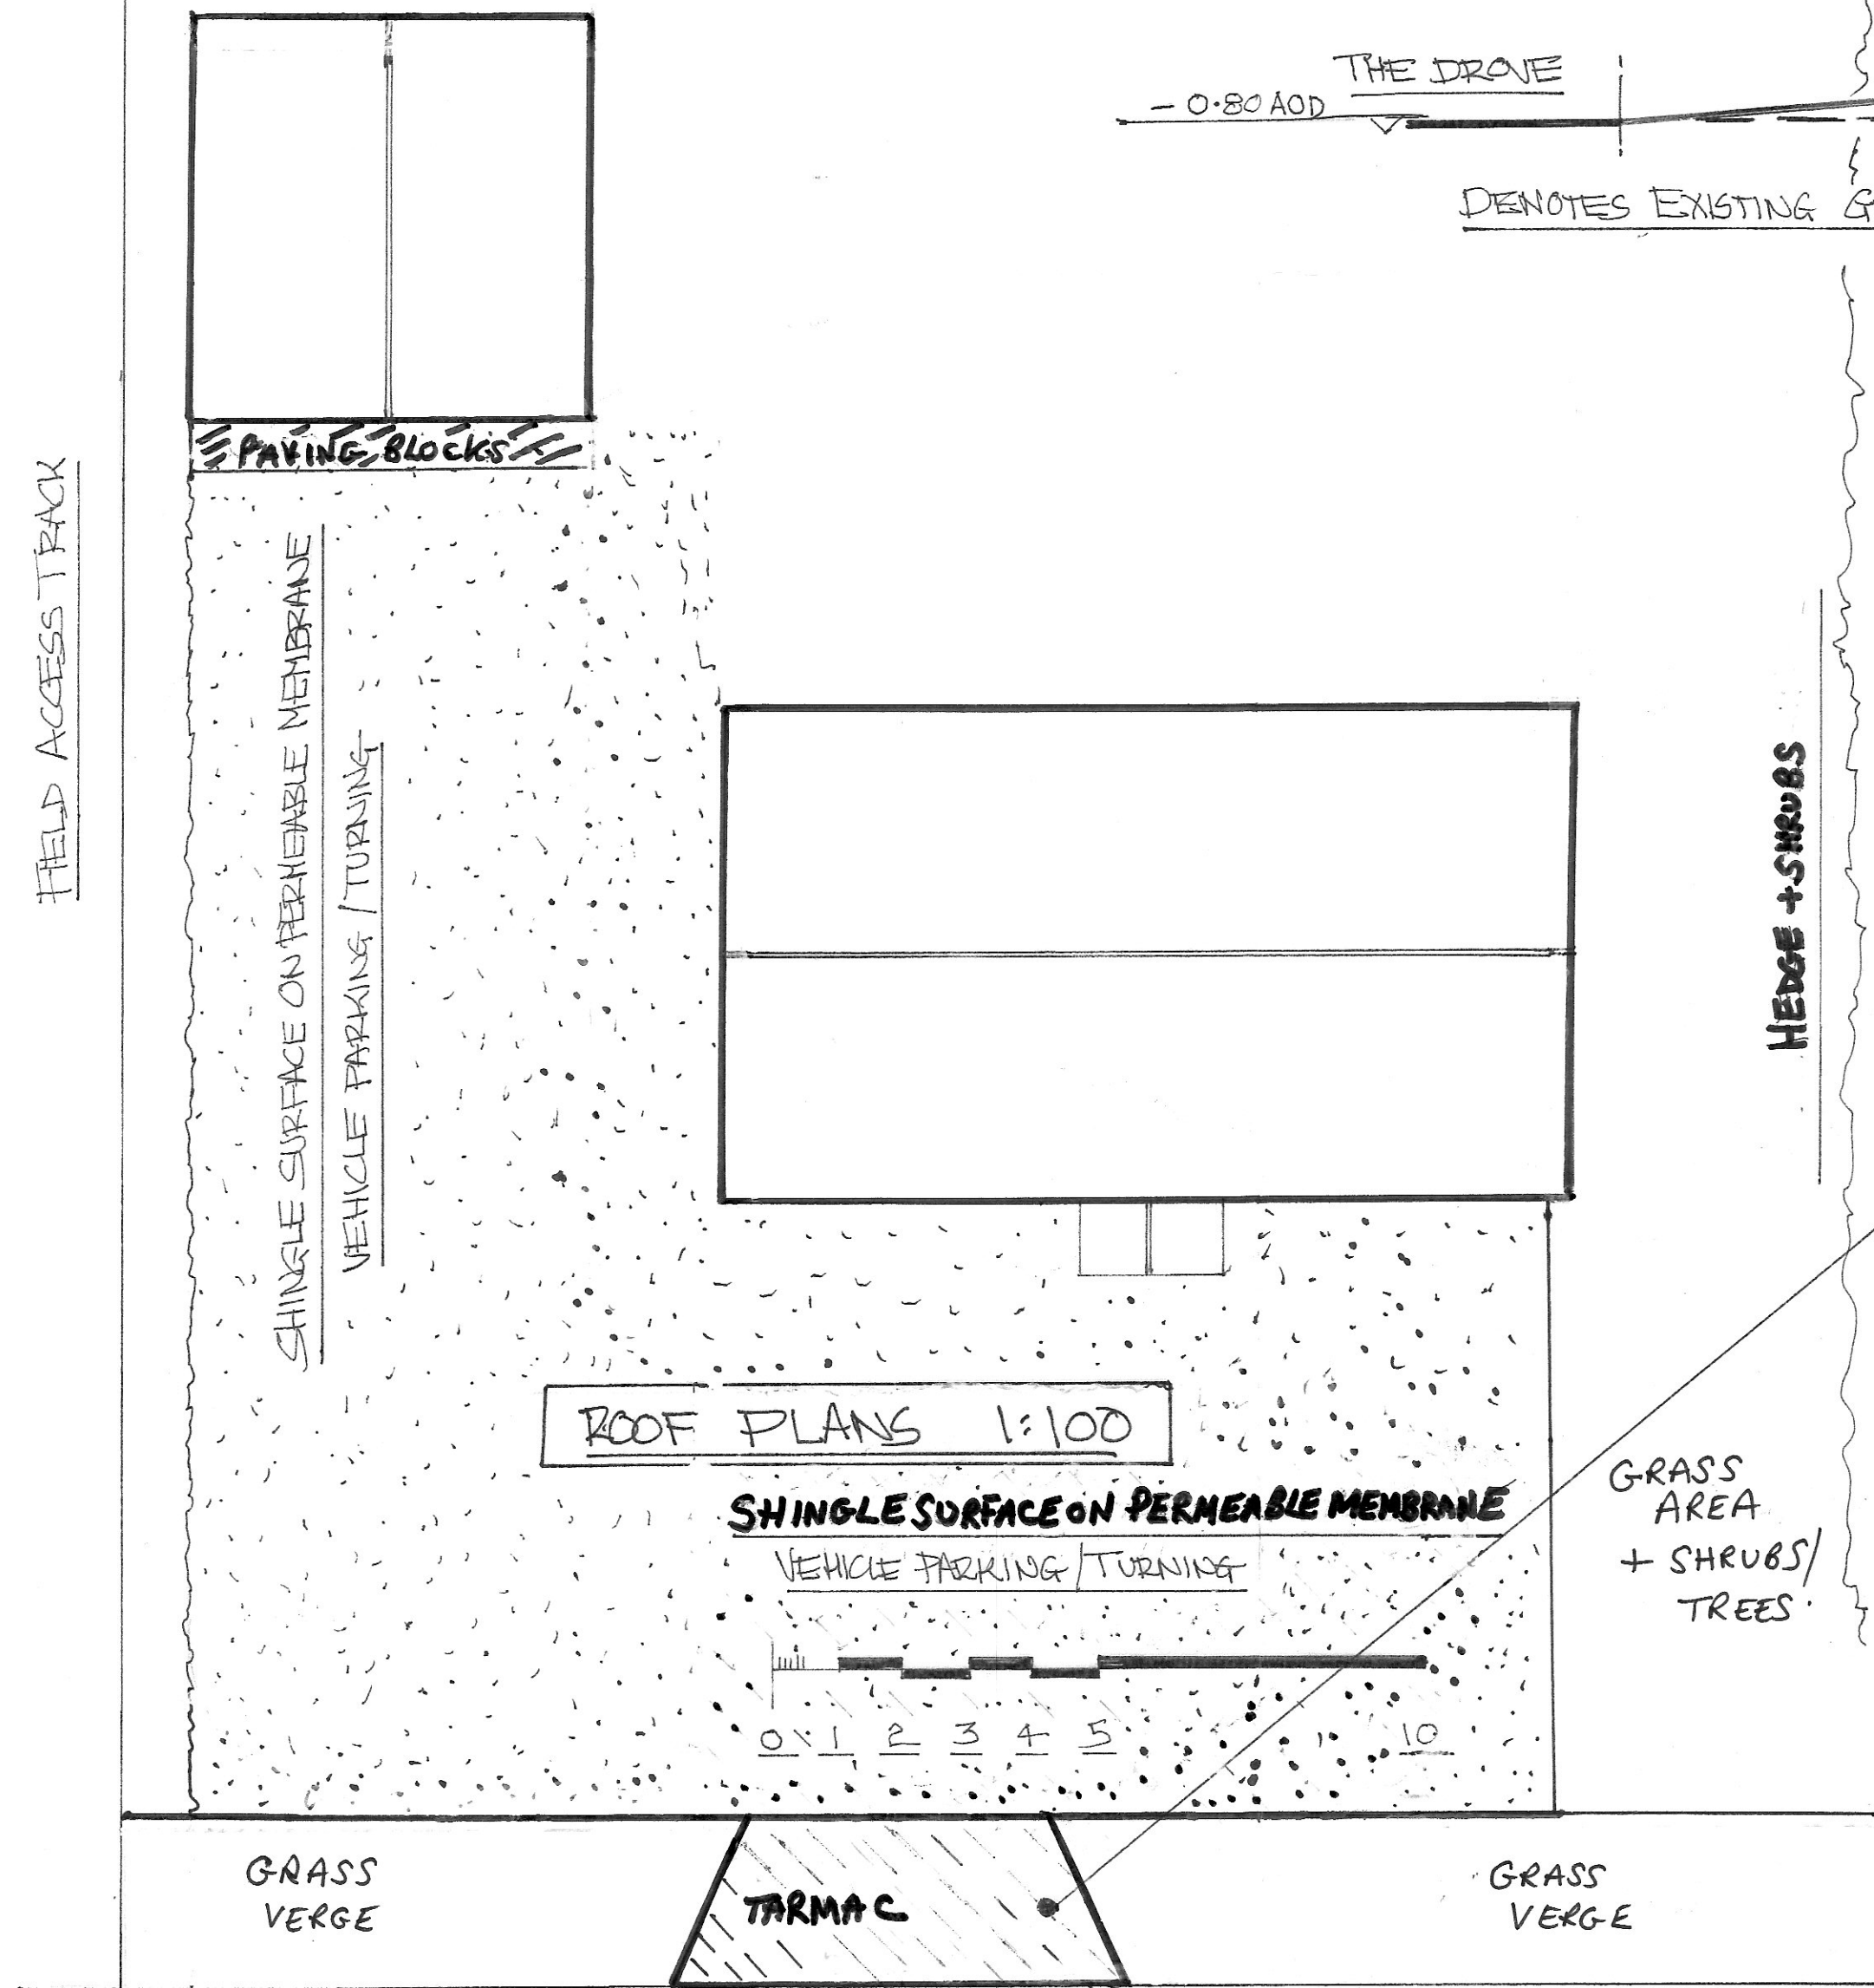 THE DROVE
- 0.80 AOD
DENOTES EXISTING G
PAVING BLOCKS
FIELD ACCESS TRACK
SHINGLE SURFACE ON PERMEABLE MEMBRANE
VEHICLE PARKING / TURNING
HEDGE + SHRUBS
ROOF PLANS 1:100
SHINGLE SURFACE ON PERMEABLE MEMBRANE
VEHICLE PARKING / TURNING
GRASS
AREA
+ SHRUBS/
TREES
0 1 2 3 4 5 10
GRASS
VERGE
TARMAC
GRASS
VERGE